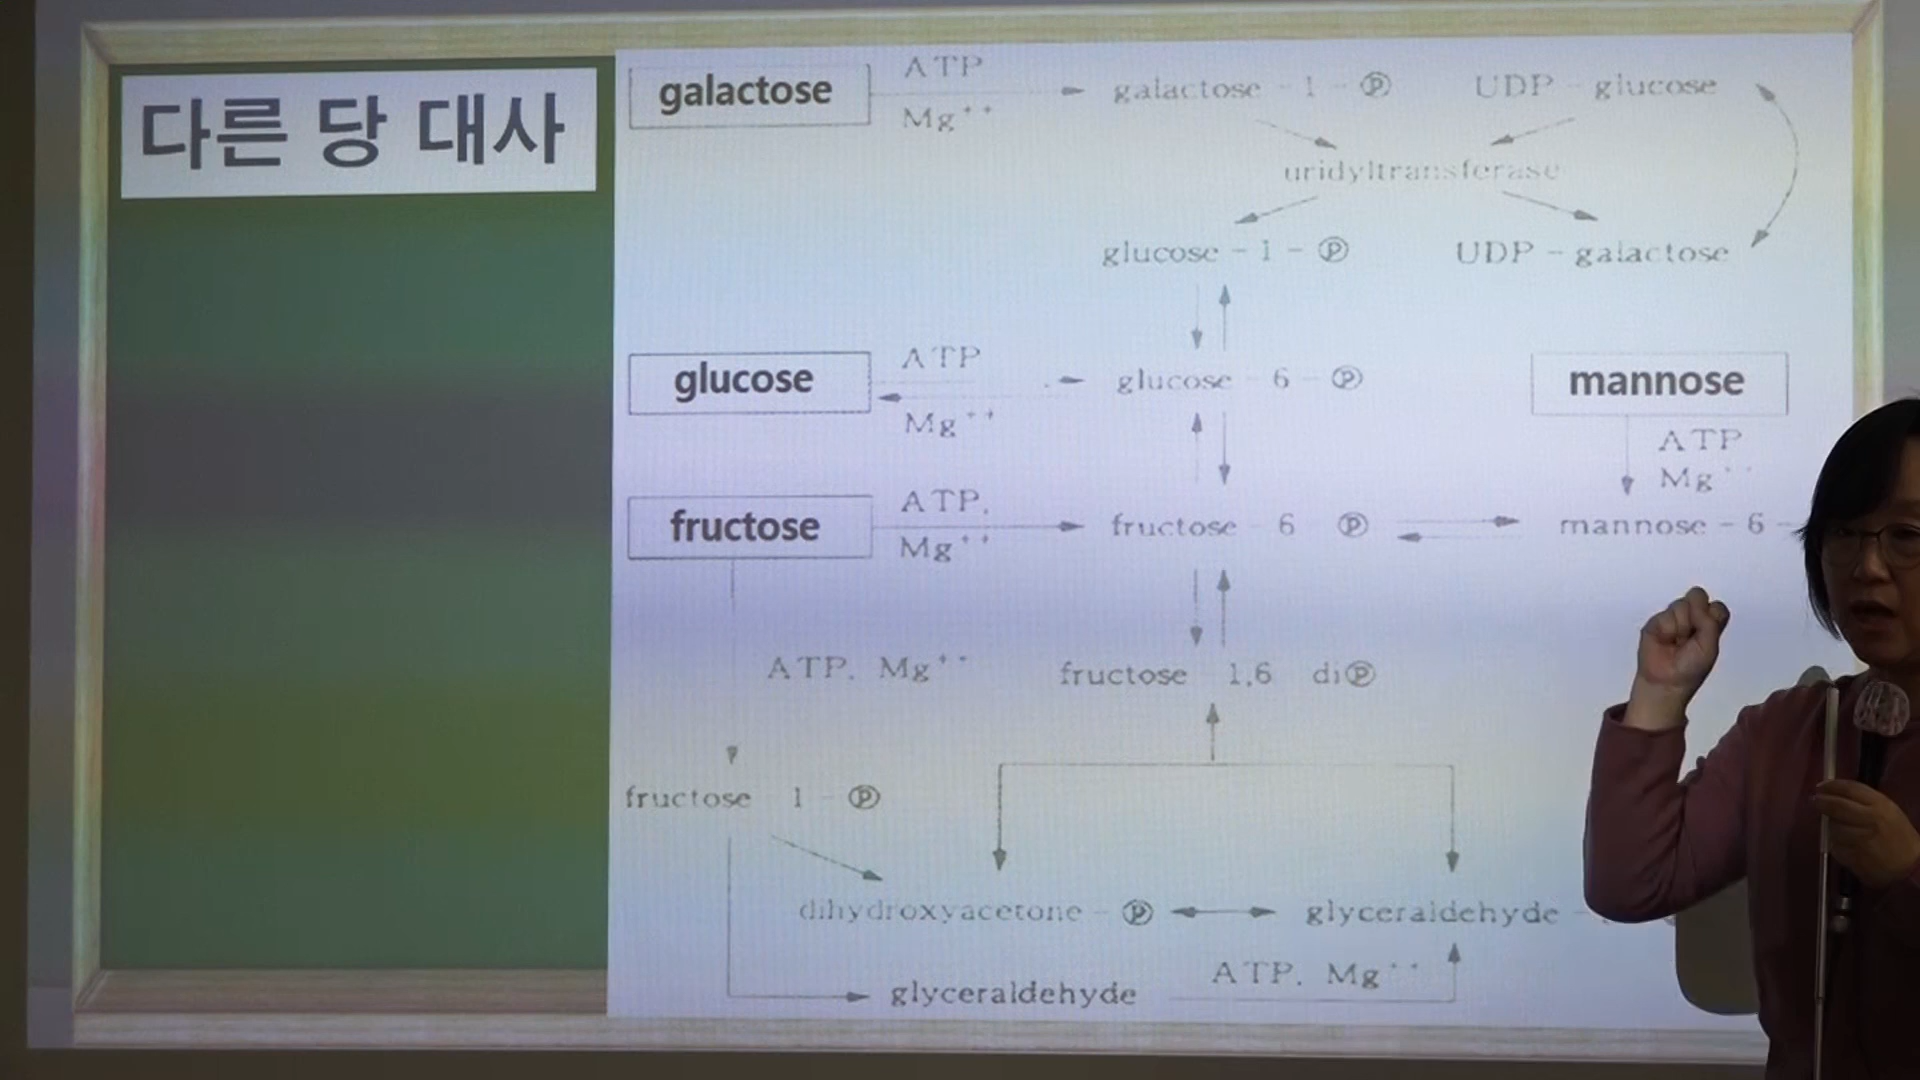 다른 당 대사
galactose
ATP
Mg⁺⁺
galactose - 1 - Ⓟ
UDP - glucose
uridyltransferase
glucose - 1 - Ⓟ
UDP - galactose
glucose
ATP
Mg⁺⁺
glucose - 6 - Ⓟ
mannose
ATP
Mg⁺⁺
fructose
ATP.
Mg⁺⁺
fructose - 6 - Ⓟ
mannose - 6 -
ATP. Mg⁺⁺
fructose 1,6 diⓅ
fructose - 1 - Ⓟ
dihydroxyacetone - Ⓟ
glyceraldehyde -
glyceraldehyde
ATP. Mg⁺⁺